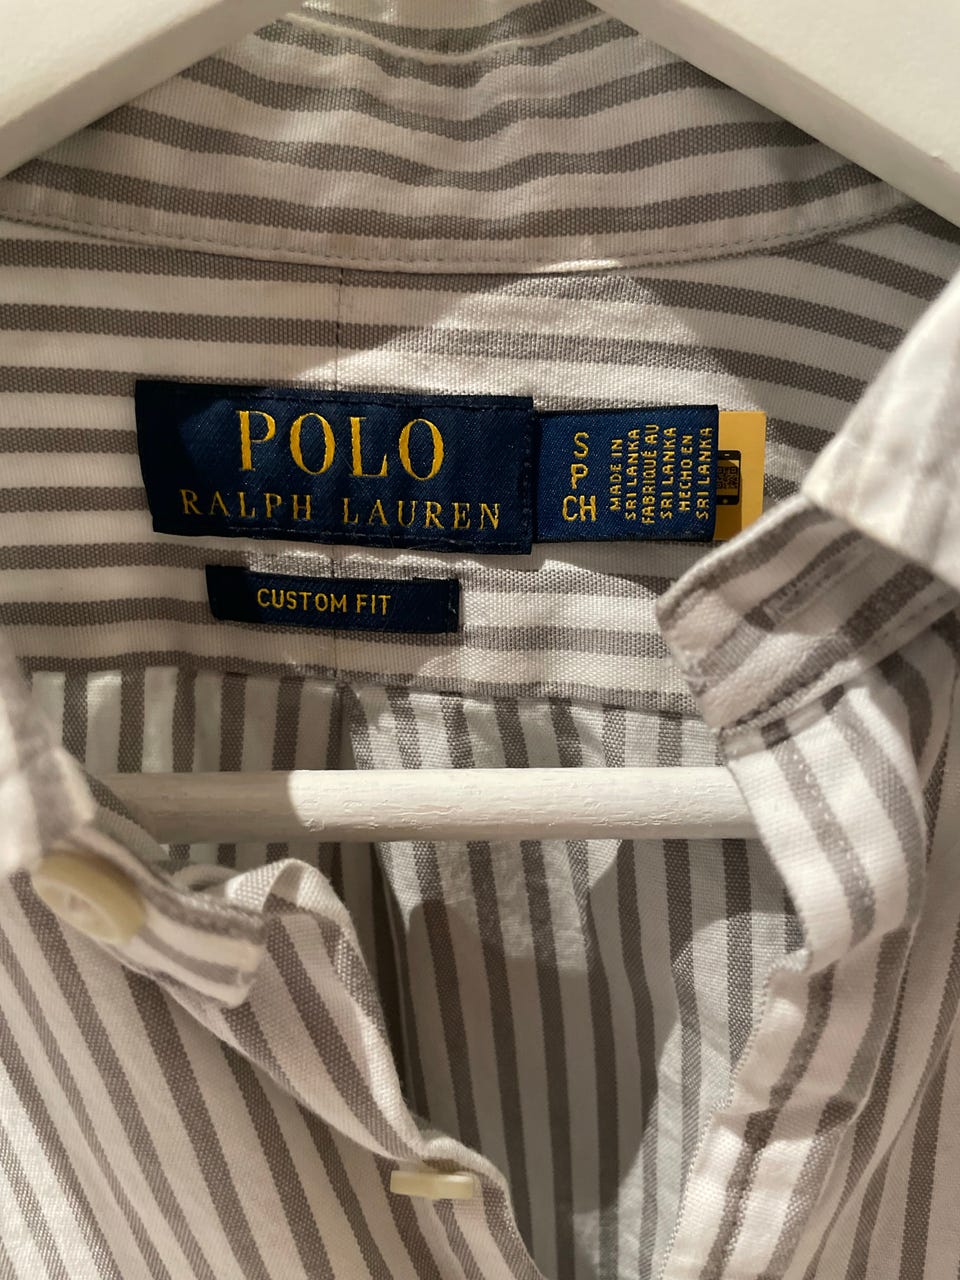 POLO
RALPH LAUREN
S
P
CH
MADE IN
SRI LANKA
FABRIQUÉ AU
SRI LANKA
HECHO EN
SRI LANKA
CUSTOM FIT